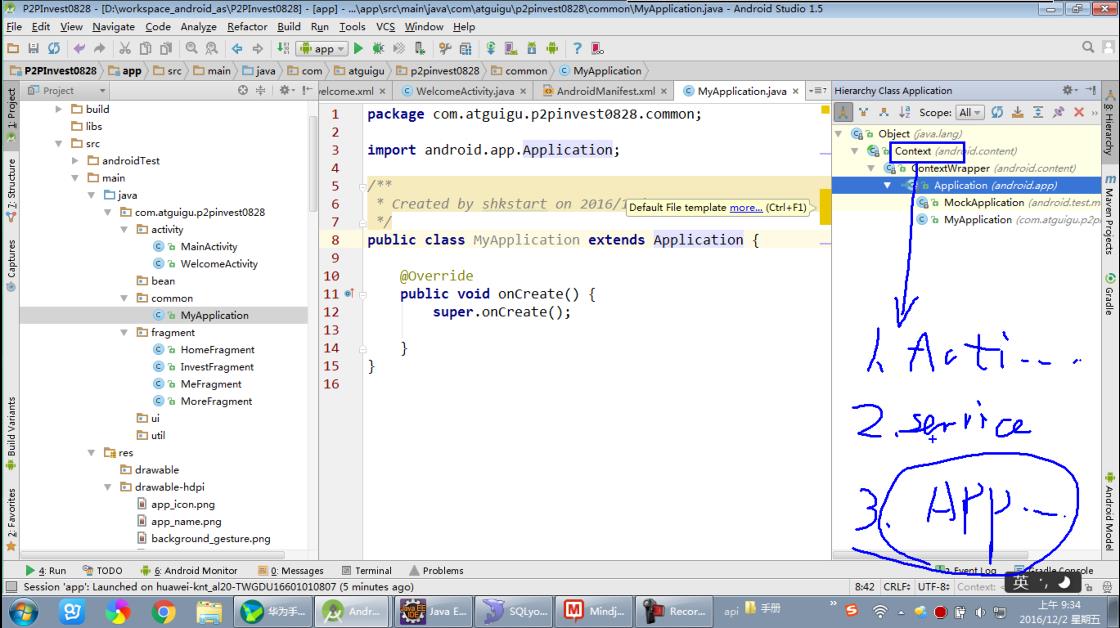 P2PInvest0828 - [D:\workspace_android_as\P2PInvest0828] - [app] - ...\app\src\main\java\com\atguigu\p2pinvest0828\common\MyApplication.java - Android Studio 1.5
File Edit View Navigate Code Analyze Refactor Build Run Tools VCS Window Help
app
P2PInvest0828 app src main java com atguigu p2pinvest0828 common MyApplication
Project
elcome.xml WelcomeActivity.java AndroidManifest.xml MyApplication.java
Hierarchy Class Application
Scope: All
1: Project
7: Structure
Captures
Build Variants
2: Favorites
build
libs
src
androidTest
main
java
com.atguigu.p2pinvest0828
activity
MainActivity
WelcomeActivity
bean
common
MyApplication
fragment
HomeFragment
InvestFragment
MeFragment
MoreFragment
ui
util
res
drawable
drawable-hdpi
app_icon.png
app_name.png
background_gesture.png
1 package com.atguigu.p2pinvest0828.common;
2
3 import android.app.Application;
4
5 /**
6 * Created by shkstart on 2016/1
Default File template more... (Ctrl+F1)
7 */
8 public class MyApplication extends Application {
9
10 @Override
11 public void onCreate() {
12 super.onCreate();
13
14 }
15 }
16
Object (java.lang)
Context (android.content)
ContextWrapper (android.content)
Application (android.app)
MockApplication (android.test.m
MyApplication (com.atguigu.p2p
1. Acti...
2. service
3. APP...
8: Hierarchy
Maven Projects
Gradle
Android Model
4: Run TODO 6: Android Monitor 0: Messages Terminal Problems Event Log Gradle Console
Session 'app': Launched on huawei-knt_al20-TWGDU16601010807 (5 minutes ago)
8:42 CRLF UTF-8 Context:
英
华为手... Andr... Java E... SQLyo... Mindj... Recor... api 手册
上午 9:34
2016/12/2 星期五